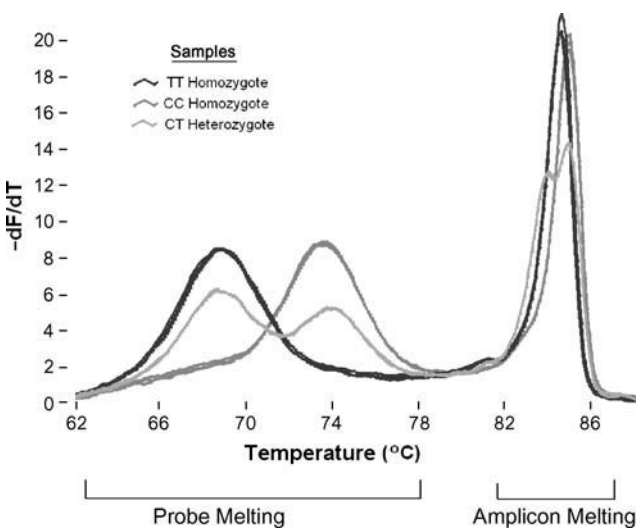 Samples
TT Homozygote
CC Homozygote
CT Heterozygote
–dF/dT
20
18
16
14
12
10
8
6
4
2
0
62 66 70 74 78 82 86
Temperature (ºC)
Probe Melting Amplicon Melting